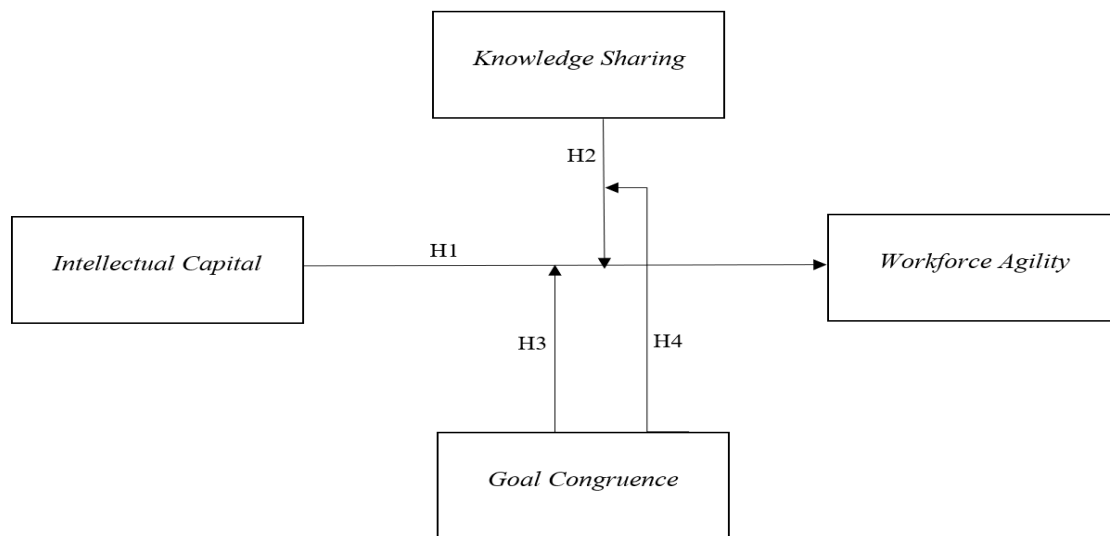 Knowledge Sharing
H2
Intellectual Capital
H1
Workforce Agility
H3
H4
Goal Congruence